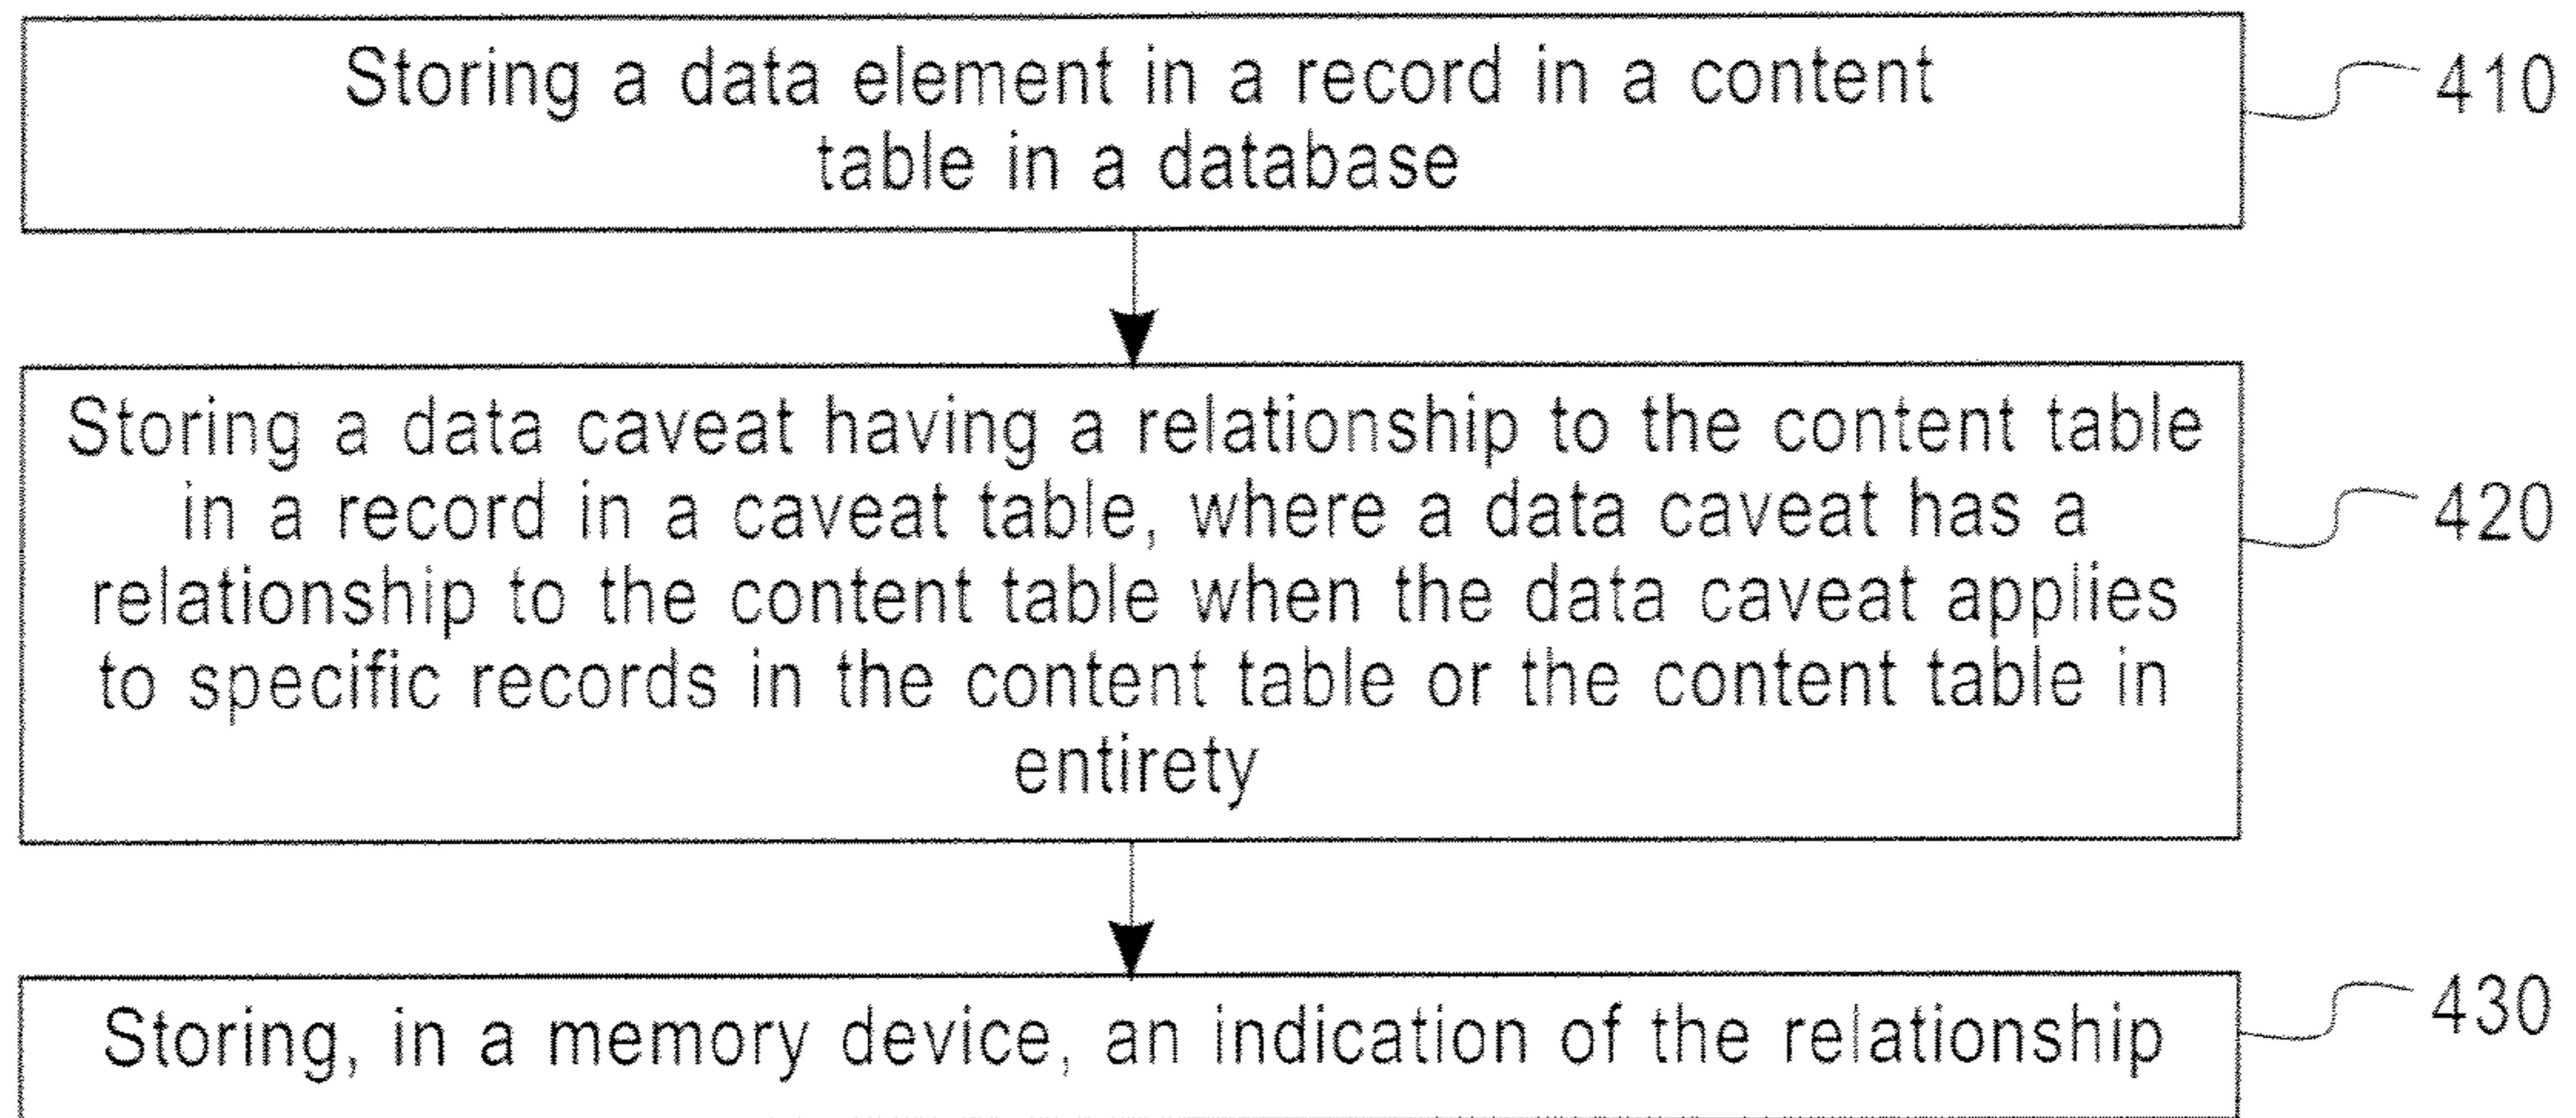 Storing a data element in a record in a content
table in a database
410
Storing a data caveat having a relationship to the content table
in a record in a caveat table, where a data caveat has a
relationship to the content table when the data caveat applies
to specific records in the content table or the content table in
entirety
420
Storing, in a memory device, an indication of the relationship
430